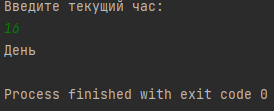 Введите текущий час:
16
День
Process finished with exit code 0